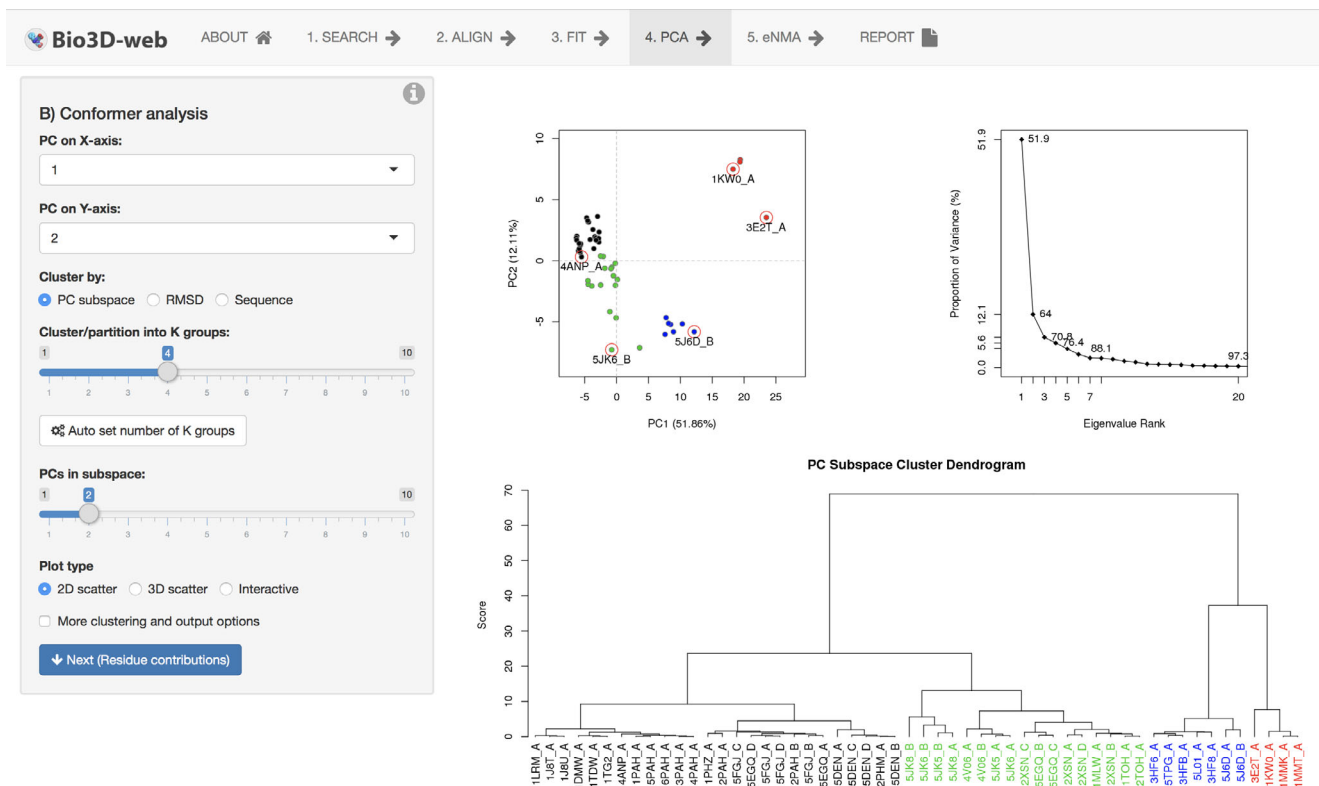 Bio3D-web ABOUT 1. SEARCH 2. ALIGN 3. FIT 4. PCA 5. eNMA REPORT
B) Conformer analysis
PC on X-axis:
1
PC on Y-axis:
2
Cluster by:
PC subspace RMSD Sequence
Cluster/partition into K groups:
1 4 10
1 2 3 4 5 6 7 8 9 10
Auto set number of K groups
PCs in subspace:
1 2 10
1 2 3 4 5 6 7 8 9 10
Plot type
2D scatter 3D scatter Interactive
More clustering and output options
Next (Residue contributions)
PC2 (12.11%)
10
5
0
-5
1KW0_A
3E2T_A
4ANP_A
5J6D_B
5JK6_B
-5 0 5 10 15 20 25
PC1 (51.86%)
Proportion of Variance (%)
51.9
12.1
5.6
0.0
51.9
64
70.8
76.4
88.1
97.3
1 3 5 7 20
Eigenvalue Rank
PC Subspace Cluster Dendrogram
Score
70
60
50
40
30
20
10
0
1LRM_A
1J8T_A
1J8U_A
1DMW_A
1TDW_A
1TG2_A
4ANP_A
1PAH_A
5PAH_A
6PAH_A
3PAH_A
4PAH_A
1PHZ_A
2PAH_A
5FGJ_C
5EGQ_D
5FGJ_A
5FGJ_D
2PAH_B
5FGJ_B
5EGQ_A
5DEN_A
5DEN_C
5DEN_D
2PHM_A
5DEN_B
5JK8_B
5JK6_B
5JK5_B
5JK8_A
4V06_A
4V06_B
5JK5_A
5JK6_A
2XSN_C
5EGQ_B
5EGQ_C
2XSN_A
2XSN_D
1MLW_A
2XSN_B
1TOH_A
2TOH_A
3HF6_A
5TPG_A
3HFB_A
5L01_A
3HF8_A
5J6D_A
5J6D_B
3E2T_A
1KW0_A
1MMK_A
1MMT_A